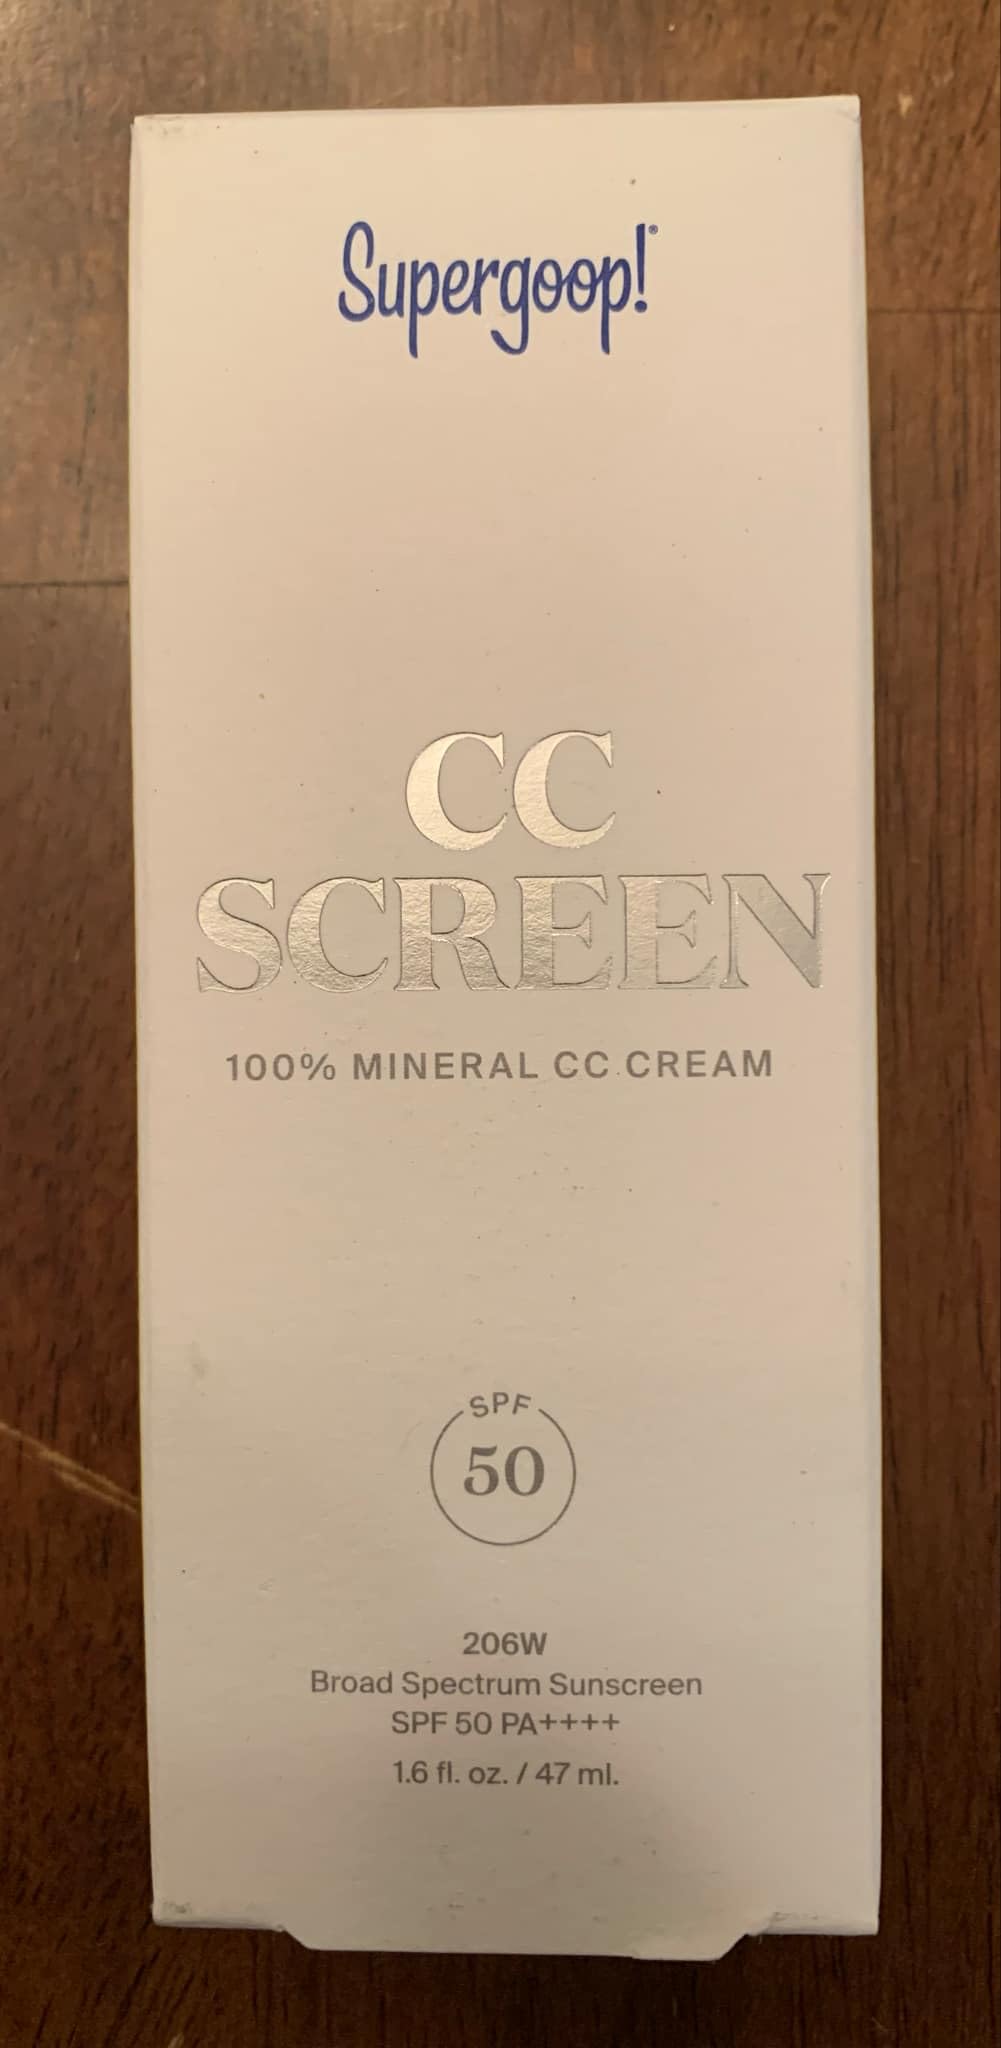 Supergoop!®
CC
SCREEN
100% MINERAL CC CREAM
SPF
50
206W
Broad Spectrum Sunscreen
SPF 50 PA++++
1.6 fl. oz. / 47 ml.